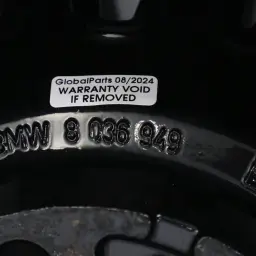 GlobalParts 08/2024
WARRANTY VOID
IF REMOVED
BMW 8 036 949